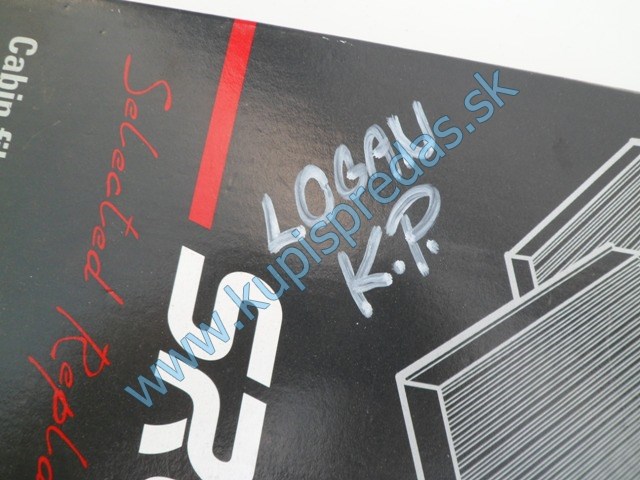 LOGAN
K.P.
www.kupispredas.sk
Selected Repla
Cabin